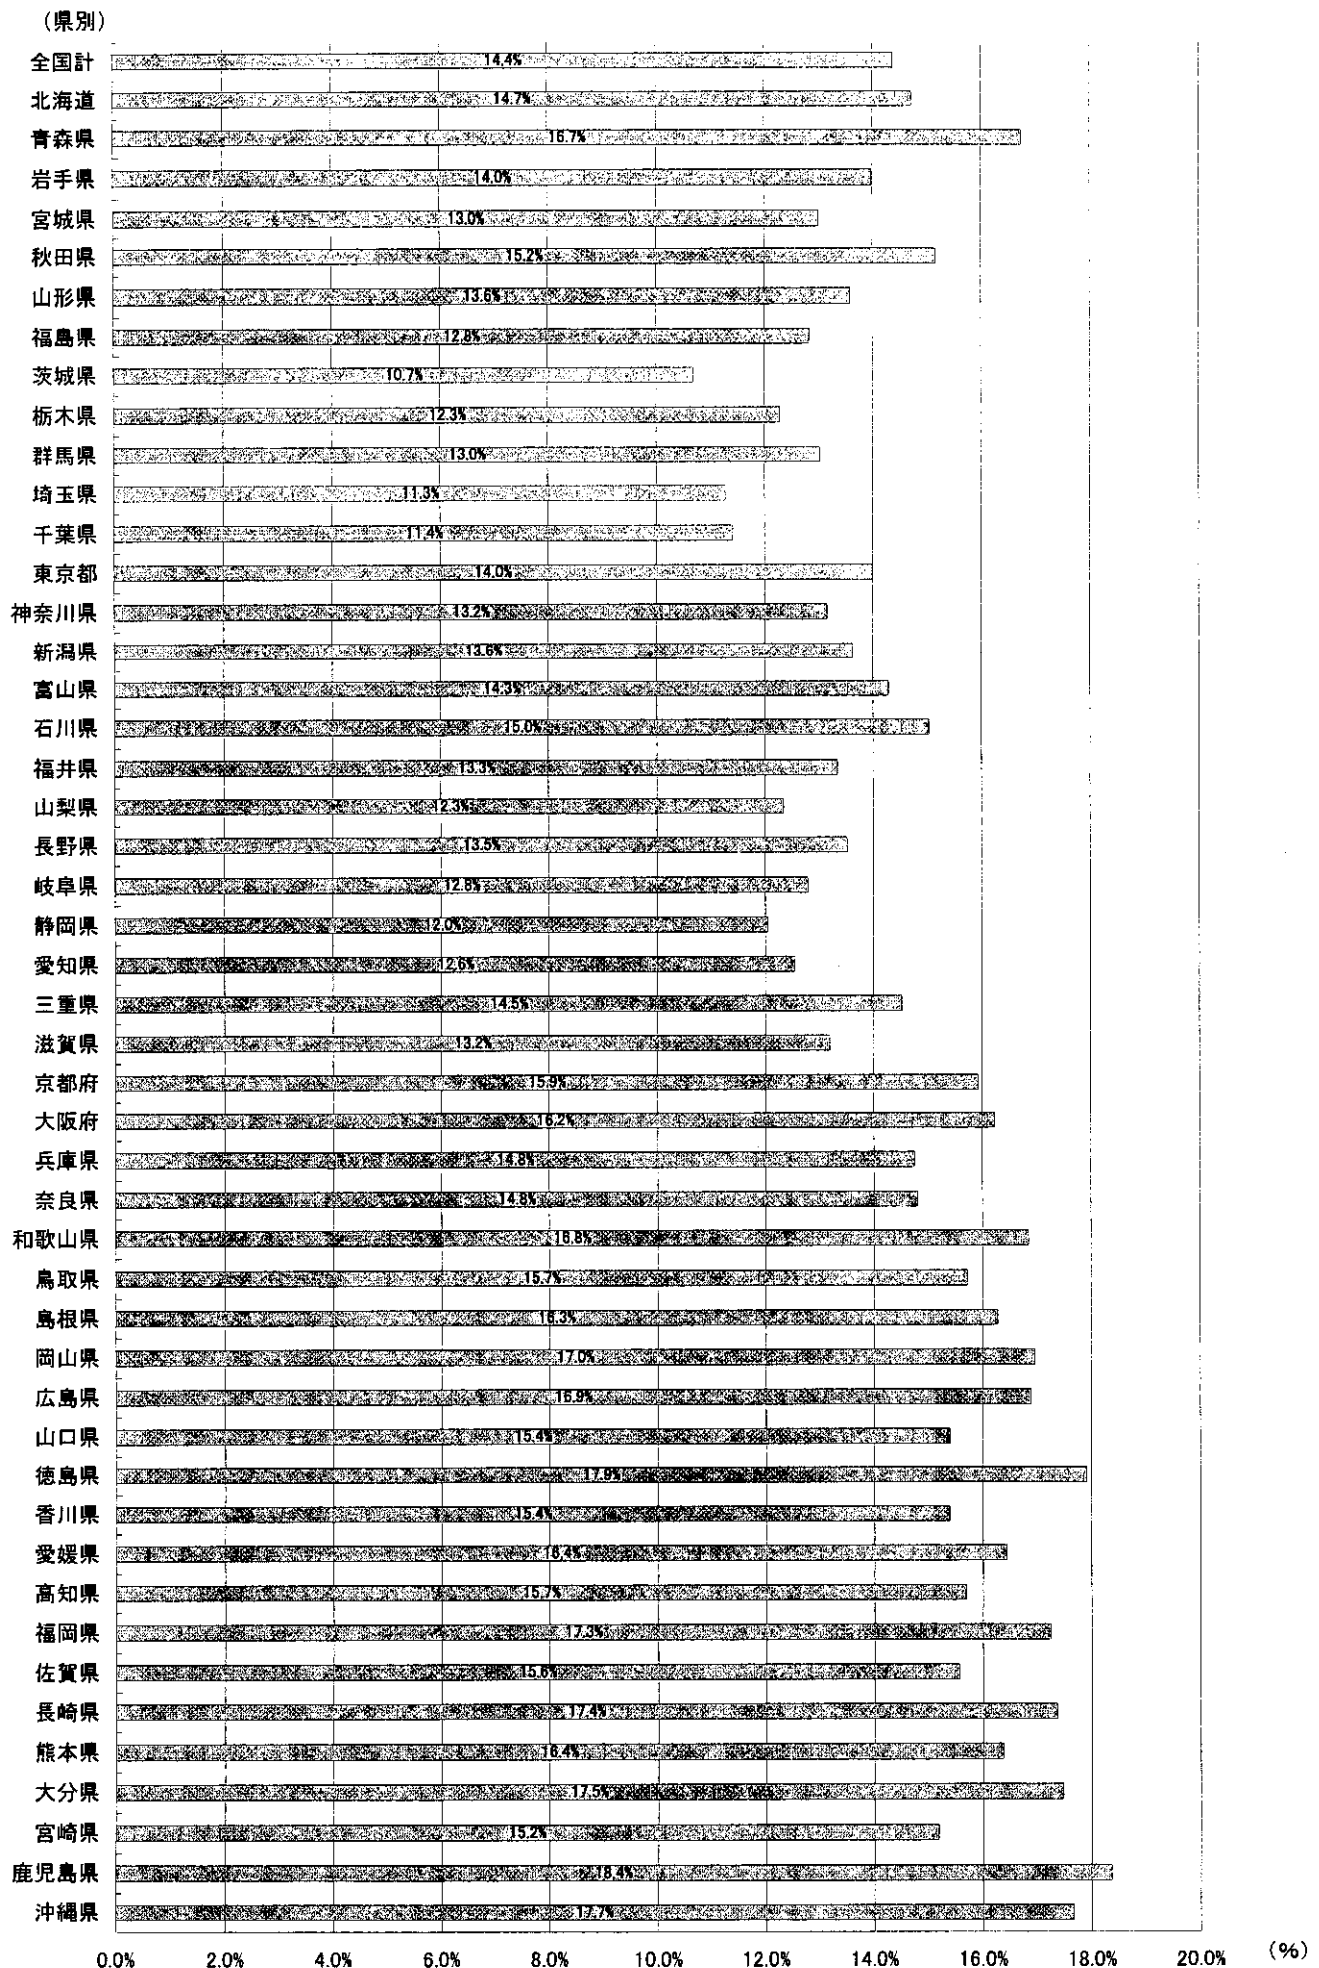 (県別)
全国計 14.4%
北海道 14.7%
青森県 16.7%
岩手県 14.0%
宮城県 13.0%
秋田県 15.2%
山形県 13.6%
福島県 12.8%
茨城県 10.7%
栃木県 12.3%
群馬県 13.0%
埼玉県 11.3%
千葉県 11.4%
東京都 14.0%
神奈川県 13.2%
新潟県 13.6%
富山県 14.3%
石川県 15.0%
福井県 13.3%
山梨県 12.3%
長野県 13.5%
岐阜県 12.8%
静岡県 12.0%
愛知県 12.6%
三重県 14.5%
滋賀県 13.2%
京都府 15.9%
大阪府 16.2%
兵庫県 14.8%
奈良県 14.8%
和歌山県 16.8%
鳥取県 15.7%
島根県 16.3%
岡山県 17.0%
広島県 16.9%
山口県 15.4%
徳島県 17.9%
香川県 15.4%
愛媛県 16.4%
高知県 15.7%
福岡県 17.3%
佐賀県 15.6%
長崎県 17.4%
熊本県 16.4%
大分県 17.5%
宮崎県 15.2%
鹿児島県 18.4%
沖縄県 17.7%
0.0% 2.0% 4.0% 6.0% 8.0% 10.0% 12.0% 14.0% 16.0% 18.0% 20.0% (%)